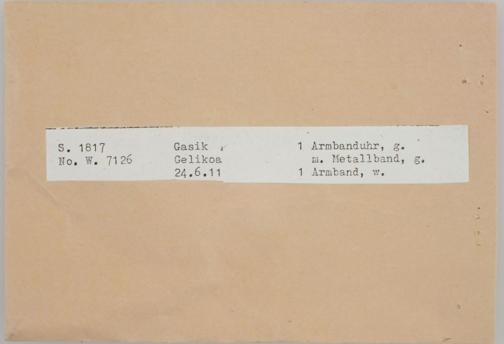 S. 1817 Gasik , 1 Armbanduhr, g.
No. W. 7126 Gelikoa m. Metallband, g.
24.6.11 1 Armband, w.